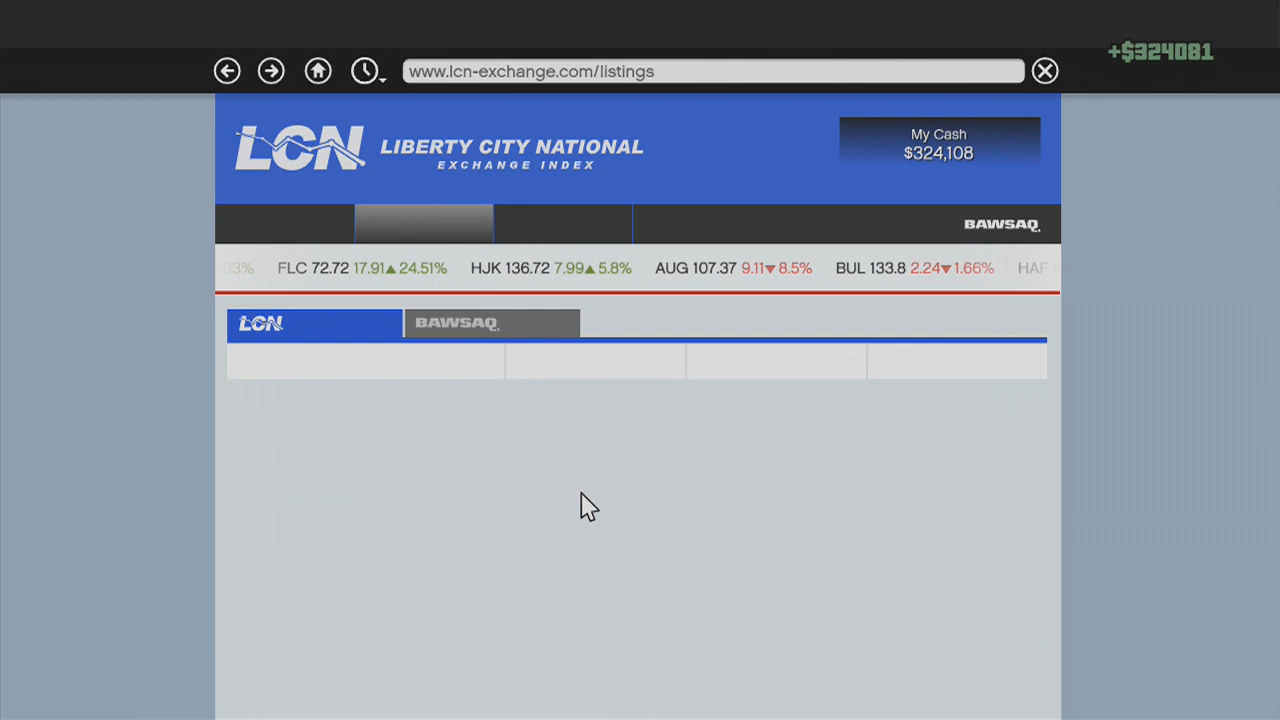 +$324081
www.lcn-exchange.com/listings
LCN LIBERTY CITY NATIONAL
EXCHANGE INDEX
My Cash
$324,108
BAWSAQ
03% FLC 72.72 17.91▲24.51% HJK 136.72 7.99▲5.8% AUG 107.37 9.11▼8.5% BUL 133.8 2.24▼1.66% HAF
LCN BAWSAQ